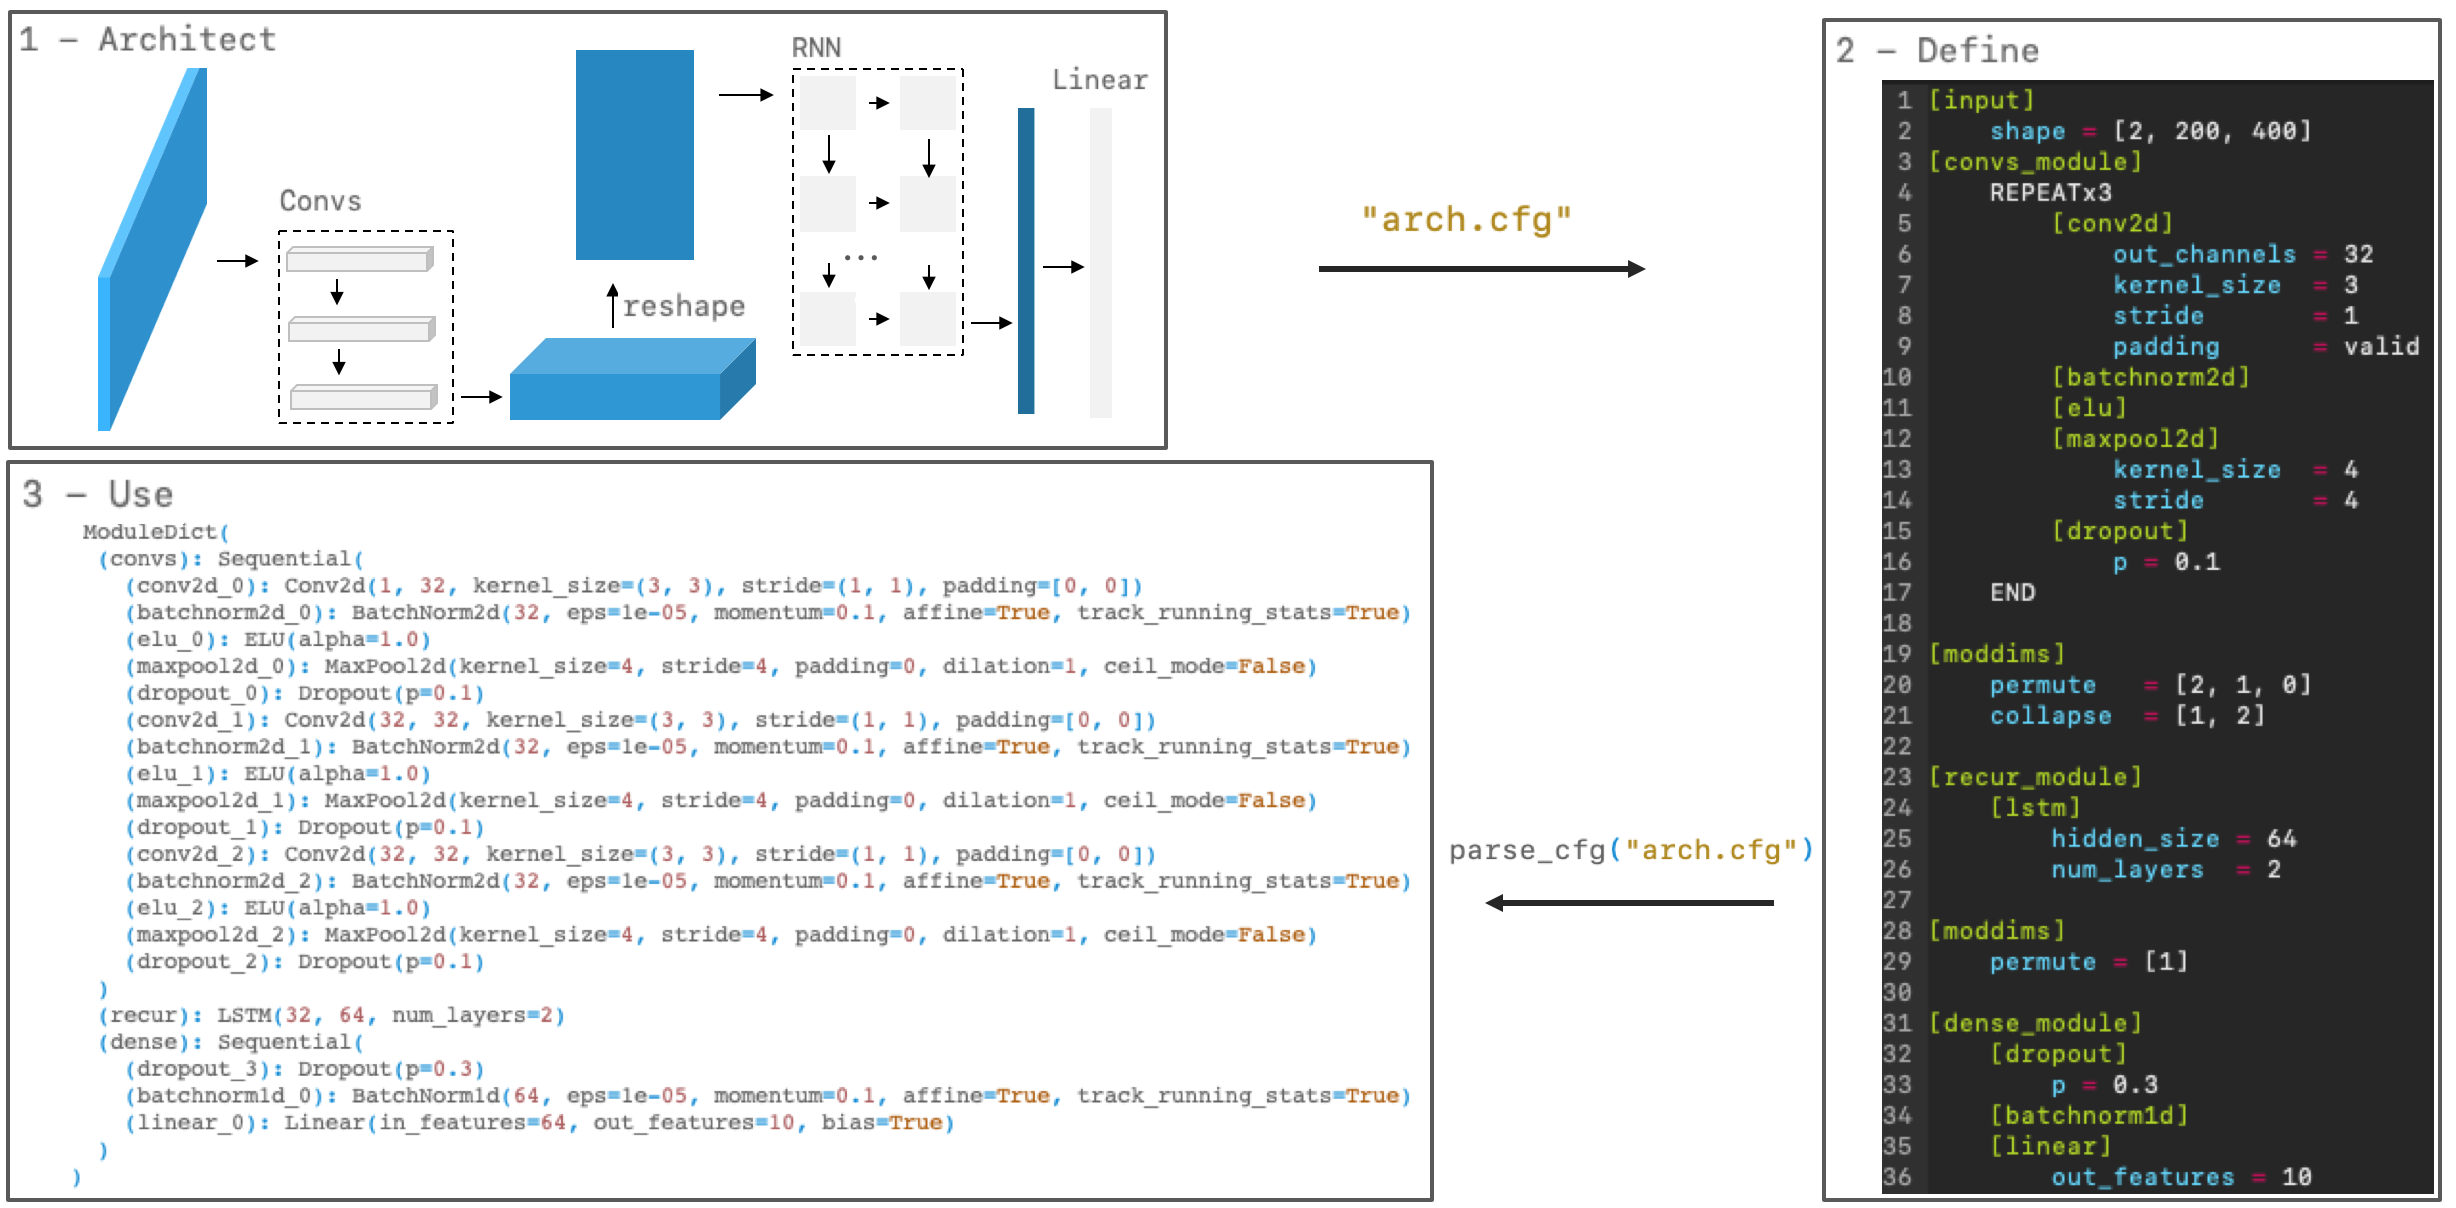 1 – Architect
RNN
Linear
Convs
...
reshape
"arch.cfg"
2 – Define
1 [input]
2 shape = [2, 200, 400]
3 [convs_module]
4 REPEATx3
5 [conv2d]
6 out_channels = 32
7 kernel_size = 3
8 stride = 1
9 padding = valid
10 [batchnorm2d]
11 [elu]
12 [maxpool2d]
13 kernel_size = 4
14 stride = 4
15 [dropout]
16 p = 0.1
17 END
18
19 [moddims]
20 permute = [2, 1, 0]
21 collapse = [1, 2]
22
23 [recur_module]
24 [lstm]
25 hidden_size = 64
26 num_layers = 2
27
28 [moddims]
29 permute = [1]
30
31 [dense_module]
32 [dropout]
33 p = 0.3
34 [batchnorm1d]
35 [linear]
36 out_features = 10
parse_cfg("arch.cfg")
3 – Use
ModuleDict(
(convs): Sequential(
(conv2d_0): Conv2d(1, 32, kernel_size=(3, 3), stride=(1, 1), padding=[0, 0])
(batchnorm2d_0): BatchNorm2d(32, eps=1e-05, momentum=0.1, affine=True, track_running_stats=True)
(elu_0): ELU(alpha=1.0)
(maxpool2d_0): MaxPool2d(kernel_size=4, stride=4, padding=0, dilation=1, ceil_mode=False)
(dropout_0): Dropout(p=0.1)
(conv2d_1): Conv2d(32, 32, kernel_size=(3, 3), stride=(1, 1), padding=[0, 0])
(batchnorm2d_1): BatchNorm2d(32, eps=1e-05, momentum=0.1, affine=True, track_running_stats=True)
(elu_1): ELU(alpha=1.0)
(maxpool2d_1): MaxPool2d(kernel_size=4, stride=4, padding=0, dilation=1, ceil_mode=False)
(dropout_1): Dropout(p=0.1)
(conv2d_2): Conv2d(32, 32, kernel_size=(3, 3), stride=(1, 1), padding=[0, 0])
(batchnorm2d_2): BatchNorm2d(32, eps=1e-05, momentum=0.1, affine=True, track_running_stats=True)
(elu_2): ELU(alpha=1.0)
(maxpool2d_2): MaxPool2d(kernel_size=4, stride=4, padding=0, dilation=1, ceil_mode=False)
(dropout_2): Dropout(p=0.1)
)
(recur): LSTM(32, 64, num_layers=2)
(dense): Sequential(
(dropout_3): Dropout(p=0.3)
(batchnorm1d_0): BatchNorm1d(64, eps=1e-05, momentum=0.1, affine=True, track_running_stats=True)
(linear_0): Linear(in_features=64, out_features=10, bias=True)
)
)